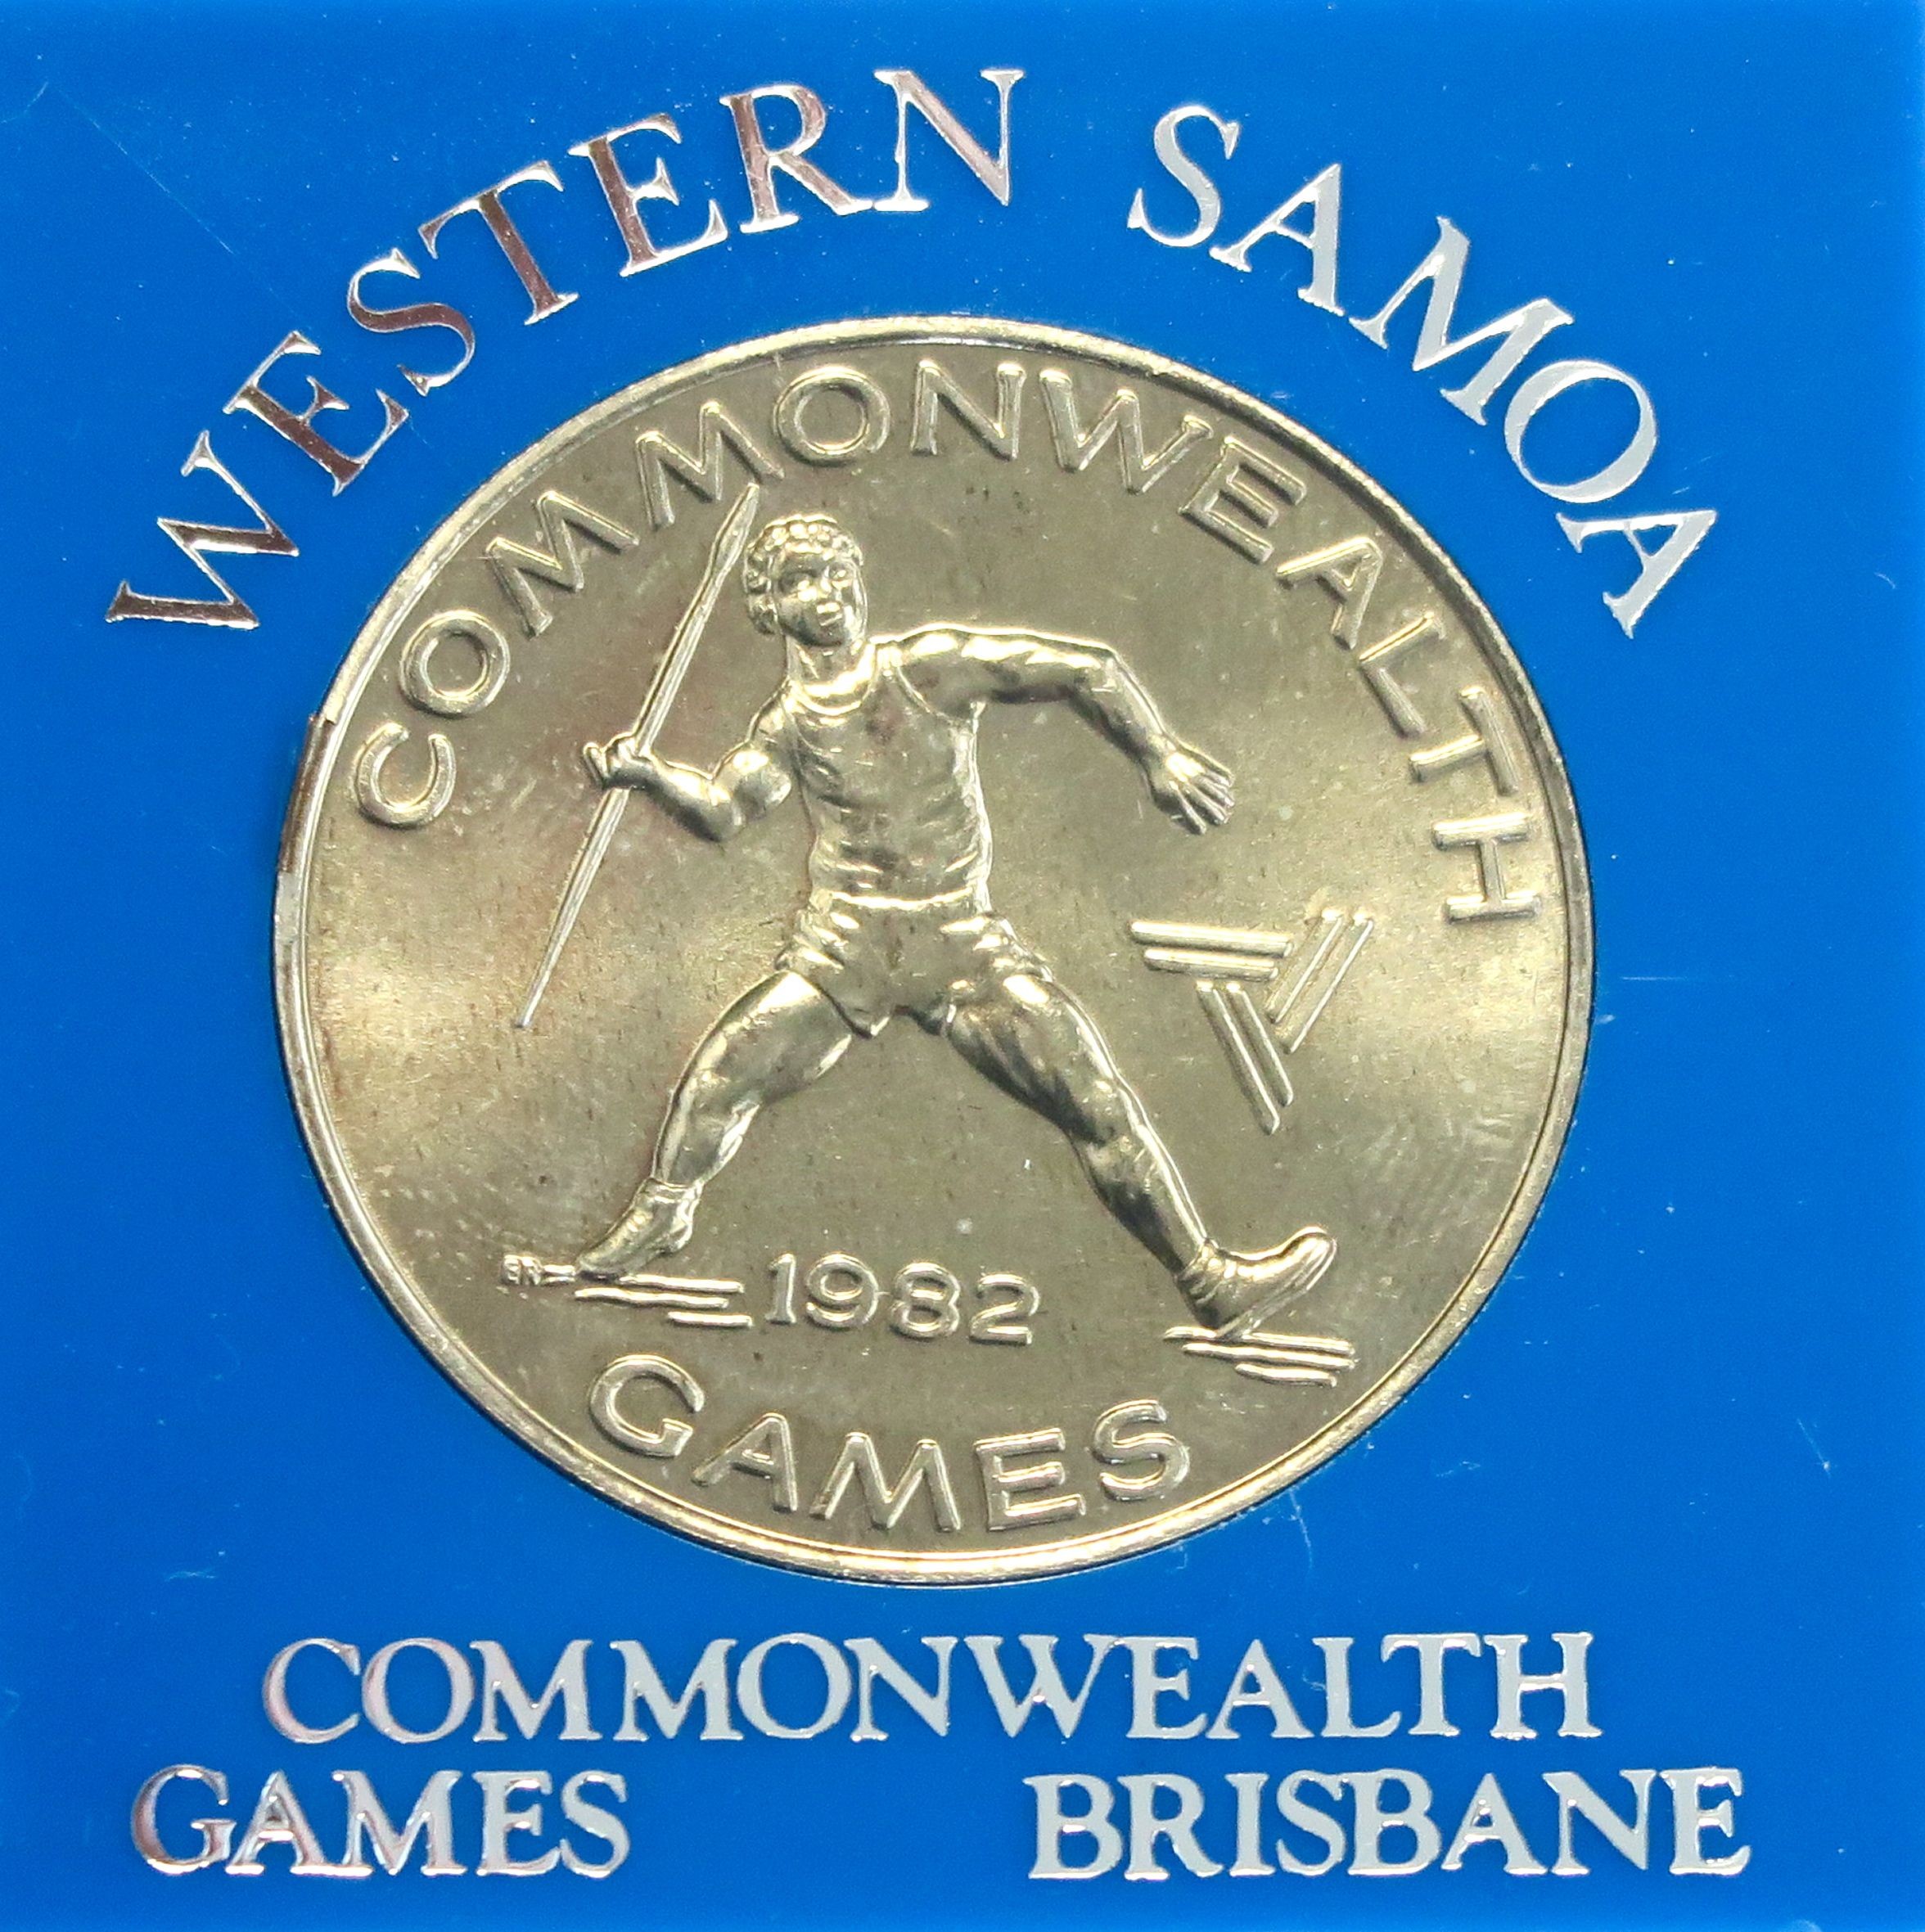 WESTERN SAMOA
COMMONWEALTH
1982
GAMES
COMMONWEALTH
GAMES BRISBANE